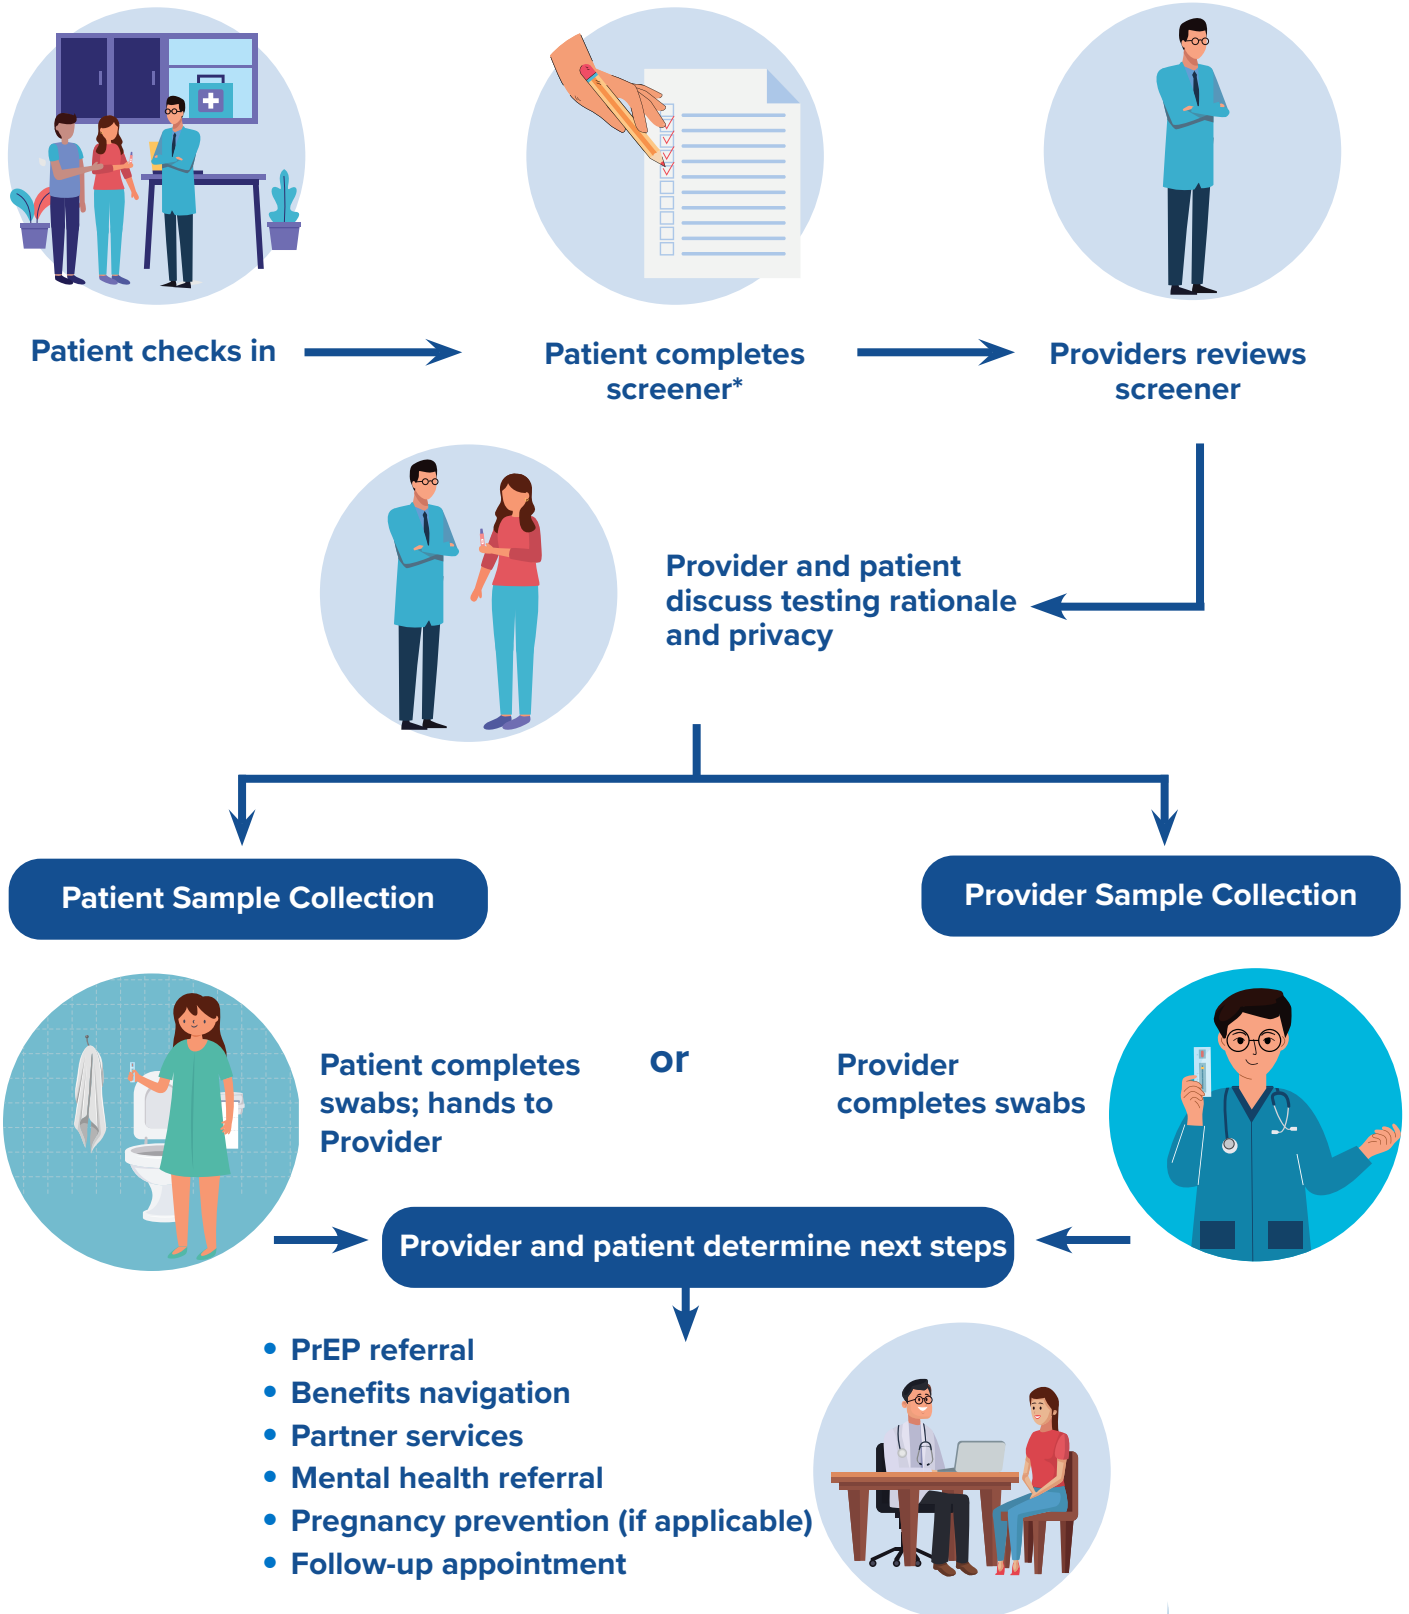 Patient checks in
Patient completes
screener*
Providers reviews
screener
Provider and patient
discuss testing rationale
and privacy
Patient Sample Collection
Provider Sample Collection
Patient completes
swabs; hands to
Provider
or
Provider
completes swabs
Provider and patient determine next steps
• PrEP referral
• Benefits navigation
• Partner services
• Mental health referral
• Pregnancy prevention (if applicable)
• Follow-up appointment